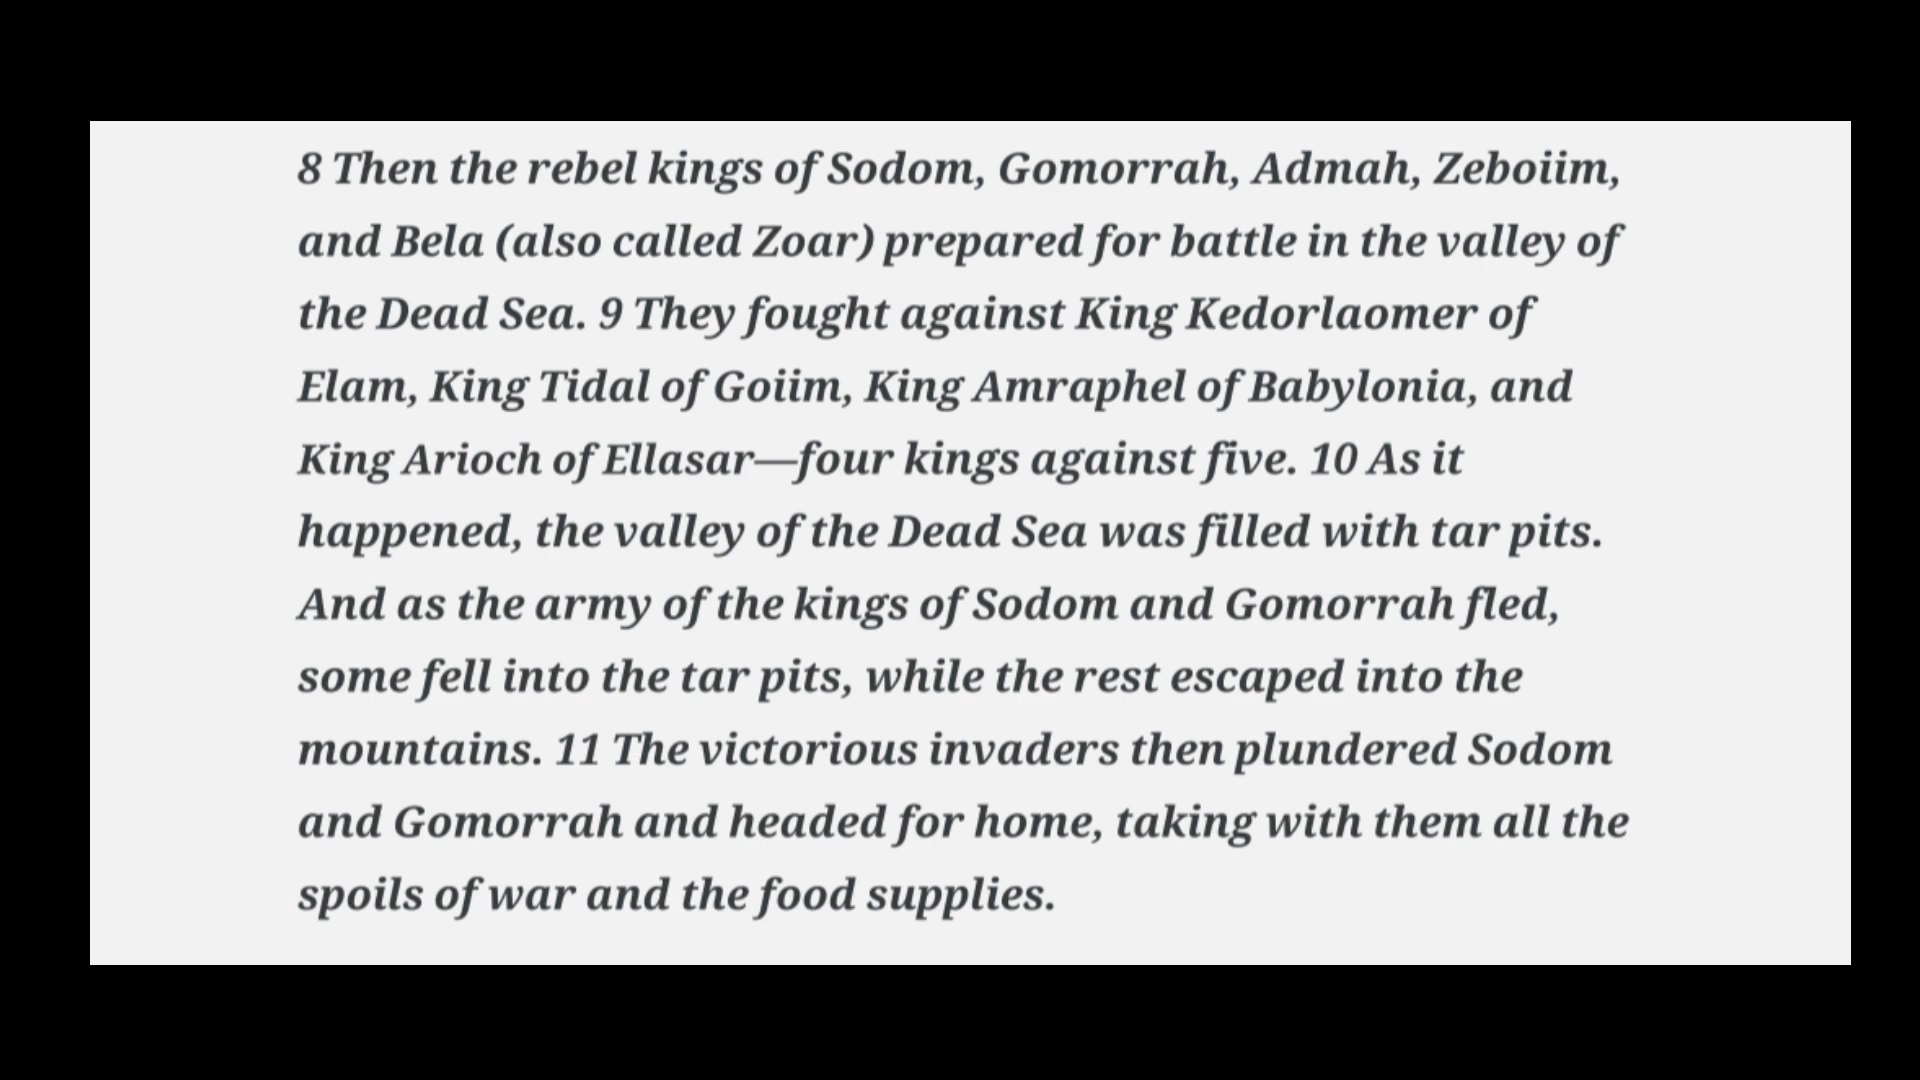 8 Then the rebel kings of Sodom, Gomorrah, Admah, Zeboiim,
and Bela (also called Zoar) prepared for battle in the valley of
the Dead Sea. 9 They fought against King Kedorlaomer of
Elam, King Tidal of Goiim, King Amraphel of Babylonia, and
King Arioch of Ellasar—four kings against five. 10 As it
happened, the valley of the Dead Sea was filled with tar pits.
And as the army of the kings of Sodom and Gomorrah fled,
some fell into the tar pits, while the rest escaped into the
mountains. 11 The victorious invaders then plundered Sodom
and Gomorrah and headed for home, taking with them all the
spoils of war and the food supplies.